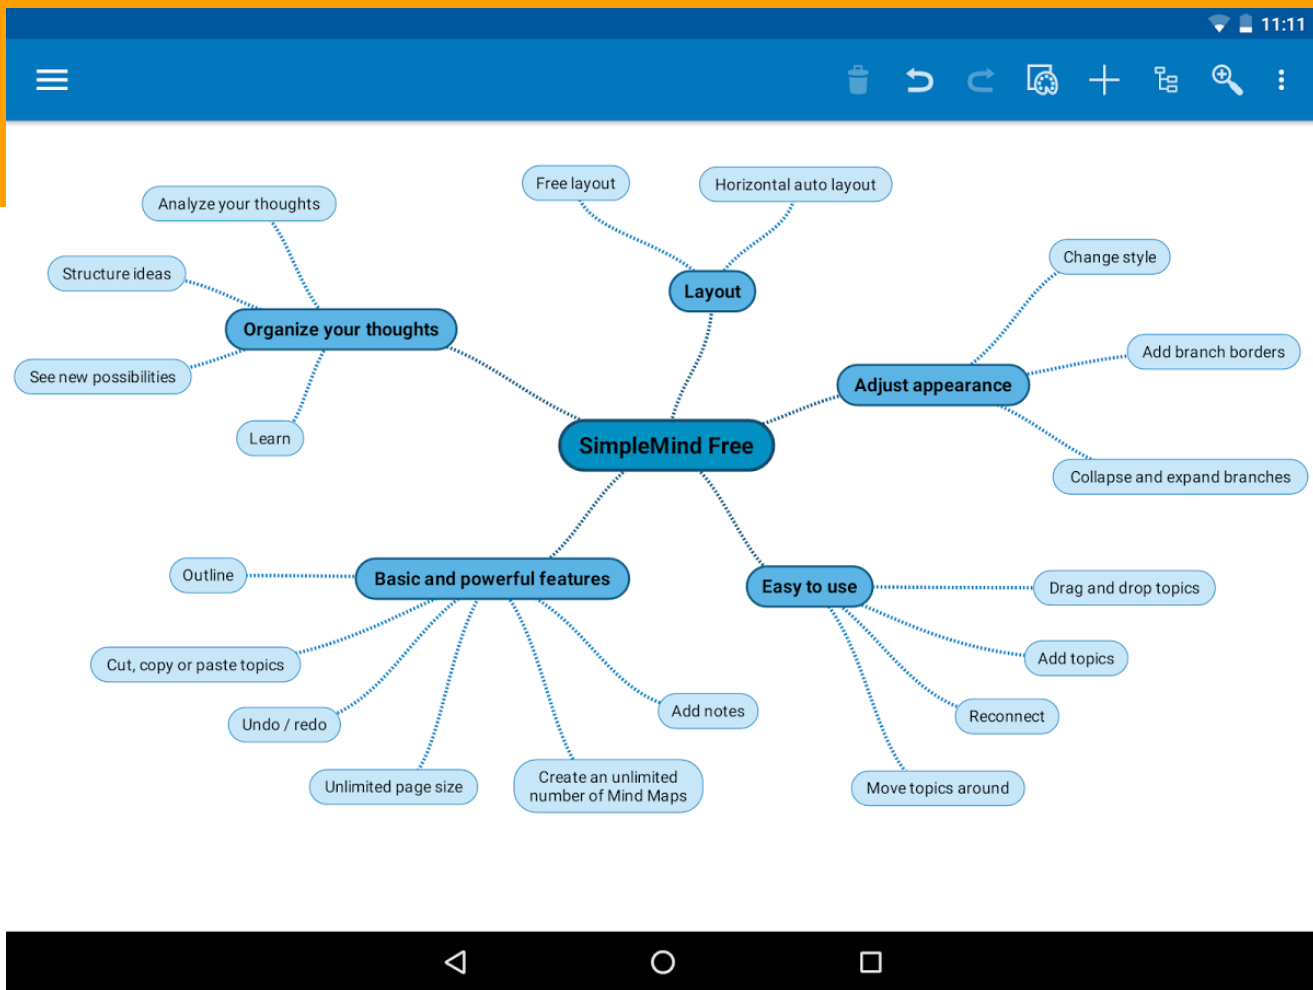 11:11
Free layout
Horizontal auto layout
Analyze your thoughts
Change style
Structure ideas
Layout
Organize your thoughts
Add branch borders
See new possibilities
Adjust appearance
Learn
SimpleMind Free
Collapse and expand branches
Outline
Basic and powerful features
Easy to use
Drag and drop topics
Cut, copy or paste topics
Add topics
Undo / redo
Add notes
Reconnect
Unlimited page size
Create an unlimited
number of Mind Maps
Move topics around